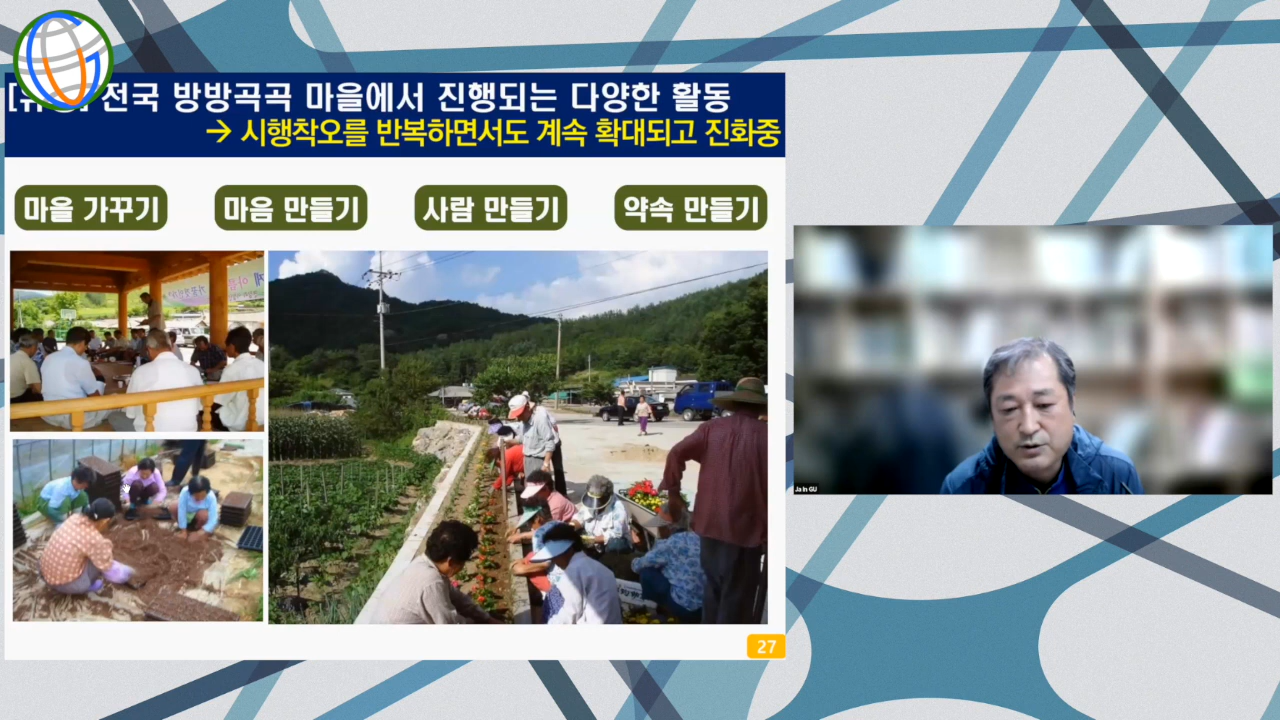 전국 방방곡곡 마을에서 진행되는 다양한 활동
→ 시행착오를 반복하면서도 계속 확대되고 진화중
마을 가꾸기
마음 만들기
사람 만들기
약속 만들기
27
Ja In GU